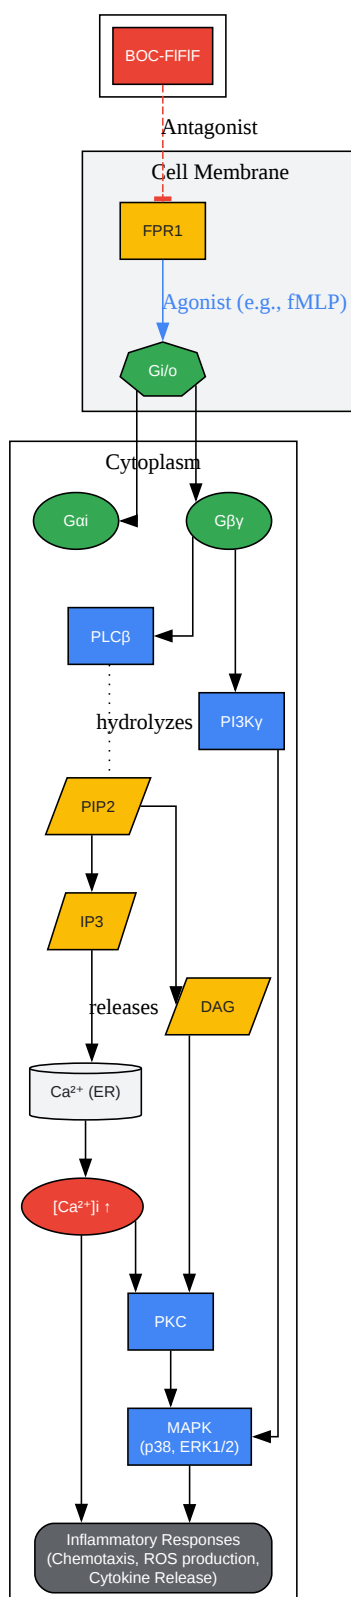 BOC-FlFlF
Antagonist
Cell Membrane
FPR1
Agonist (e.g., fMLP)
Gi/o
Cytoplasm
Gαi
Gβγ
PLCβ
hydrolyzes
PI3Kγ
PIP2
IP3
releases
DAG
Ca²⁺ (ER)
[Ca²⁺]i ↑
PKC
MAPK
(p38, ERK1/2)
Inflammatory Responses
(Chemotaxis, ROS production,
Cytokine Release)